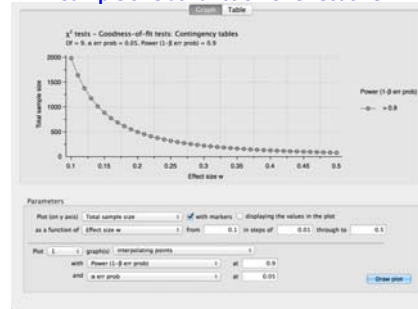 Graph Table
χ² tests - Goodness-of-fit tests: Contingency tables
Df = 9, α err prob = 0.05, Power (1-β err prob) = 0.9
Total sample size
2000
1500
1000
500
0
0.1 0.15 0.2 0.25 0.3 0.35 0.4 0.45 0.5
Effect size w
Power (1-β err prob)
= 0.9
Parameters
Plot (on y axis) Total sample size with markers displaying the values in the plot
as a function of Effect size w from 0.1 in steps of 0.01 through to 0.5
Plot 1 graph(s) interpolating points
with Power (1-β err prob) at 0.9
and α err prob at 0.05
Draw plot